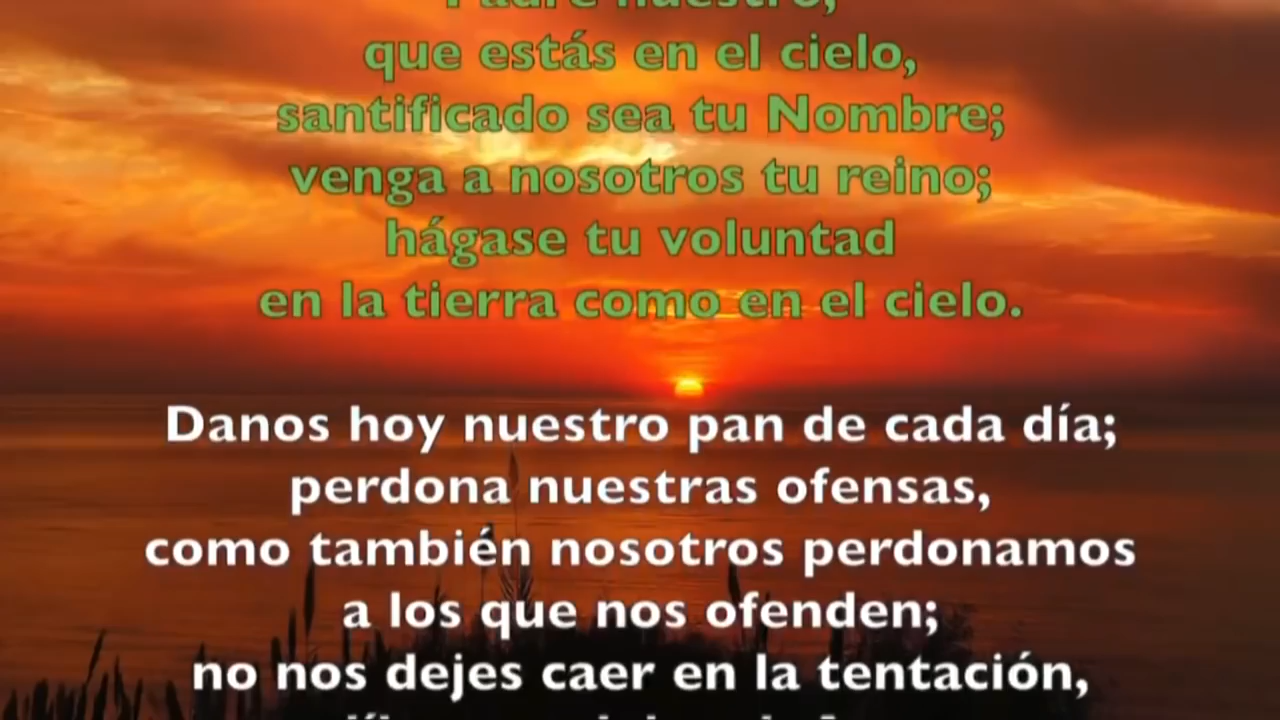 Padre nuestro,
que estás en el cielo,
santificado sea tu Nombre;
venga a nosotros tu reino;
hágase tu voluntad
en la tierra como en el cielo.
Danos hoy nuestro pan de cada día;
perdona nuestras ofensas,
como también nosotros perdonamos
a los que nos ofenden;
no nos dejes caer en la tentación,